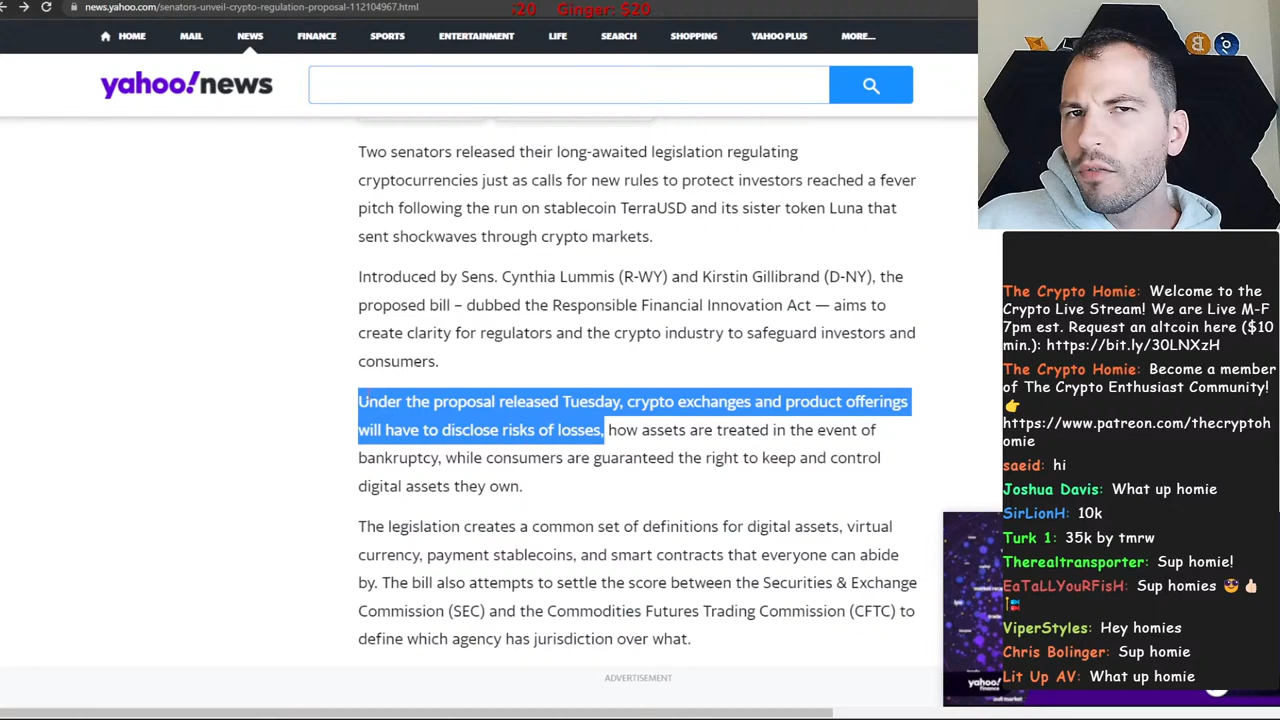 news.yahoo.com/senators-unveil-crypto-regulation-proposal-112104967.html
$20 Ginger: $20
HOME MAIL NEWS FINANCE SPORTS ENTERTAINMENT LIFE SEARCH SHOPPING YAHOO PLUS MORE...
yahoo!news
Two senators released their long-awaited legislation regulating
cryptocurrencies just as calls for new rules to protect investors reached a fever
pitch following the run on stablecoin TerraUSD and its sister token Luna that
sent shockwaves through crypto markets.
Introduced by Sens. Cynthia Lummis (R-WY) and Kirstin Gillibrand (D-NY), the
proposed bill – dubbed the Responsible Financial Innovation Act — aims to
create clarity for regulators and the crypto industry to safeguard investors and
consumers.
Under the proposal released Tuesday, crypto exchanges and product offerings
will have to disclose risks of losses, how assets are treated in the event of
bankruptcy, while consumers are guaranteed the right to keep and control
digital assets they own.
The legislation creates a common set of definitions for digital assets, virtual
currency, payment stablecoins, and smart contracts that everyone can abide
by. The bill also attempts to settle the score between the Securities & Exchange
Commission (SEC) and the Commodities Futures Trading Commission (CFTC) to
define which agency has jurisdiction over what.
ADVERTISEMENT
The Crypto Homie: Welcome to the
Crypto Live Stream! We are Live M-F
7pm est. Request an altcoin here ($10
min.): https://bit.ly/30LNXzH
The Crypto Homie: Become a member
of The Crypto Enthusiast Community!
👉
https://www.patreon.com/thecryptoh
omie
saeid: hi
Joshua Davis: What up homie
SirLionH: 10k
Turk 1: 35k by tmrw
Therealtransporter: Sup homie!
EaTaLLYouRFisH: Sup homies
ViperStyles: Hey homies
Chris Bolinger: Sup homie
Lit Up AV: What up homie
yahoo!
finance